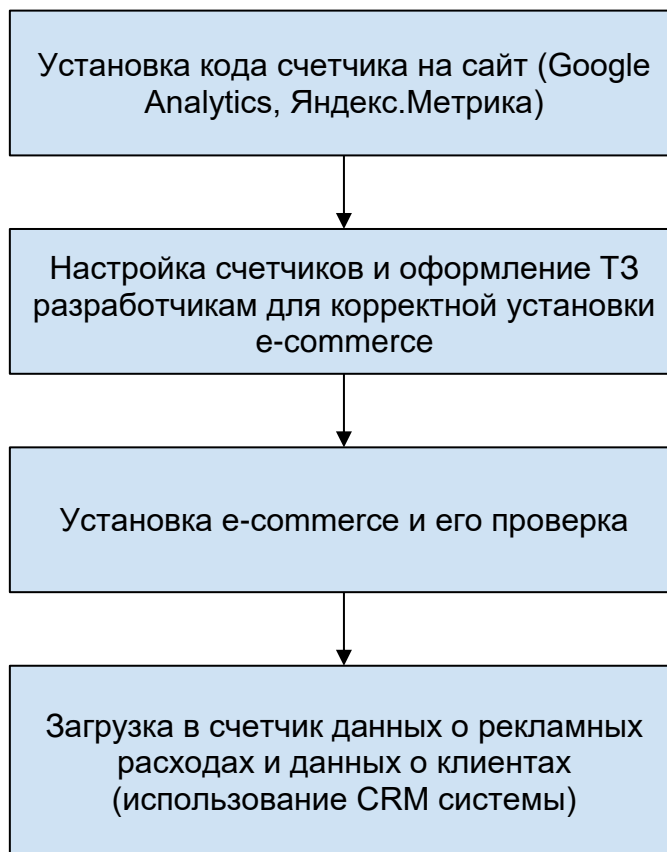 Установка кода счетчика на сайт (Google
Analytics, Яндекс.Метрика)
Настройка счетчиков и оформление ТЗ
разработчикам для корректной установки
e-commerce
Установка e-commerce и его проверка
Загрузка в счетчик данных о рекламных
расходах и данных о клиентах
(использование CRM системы)